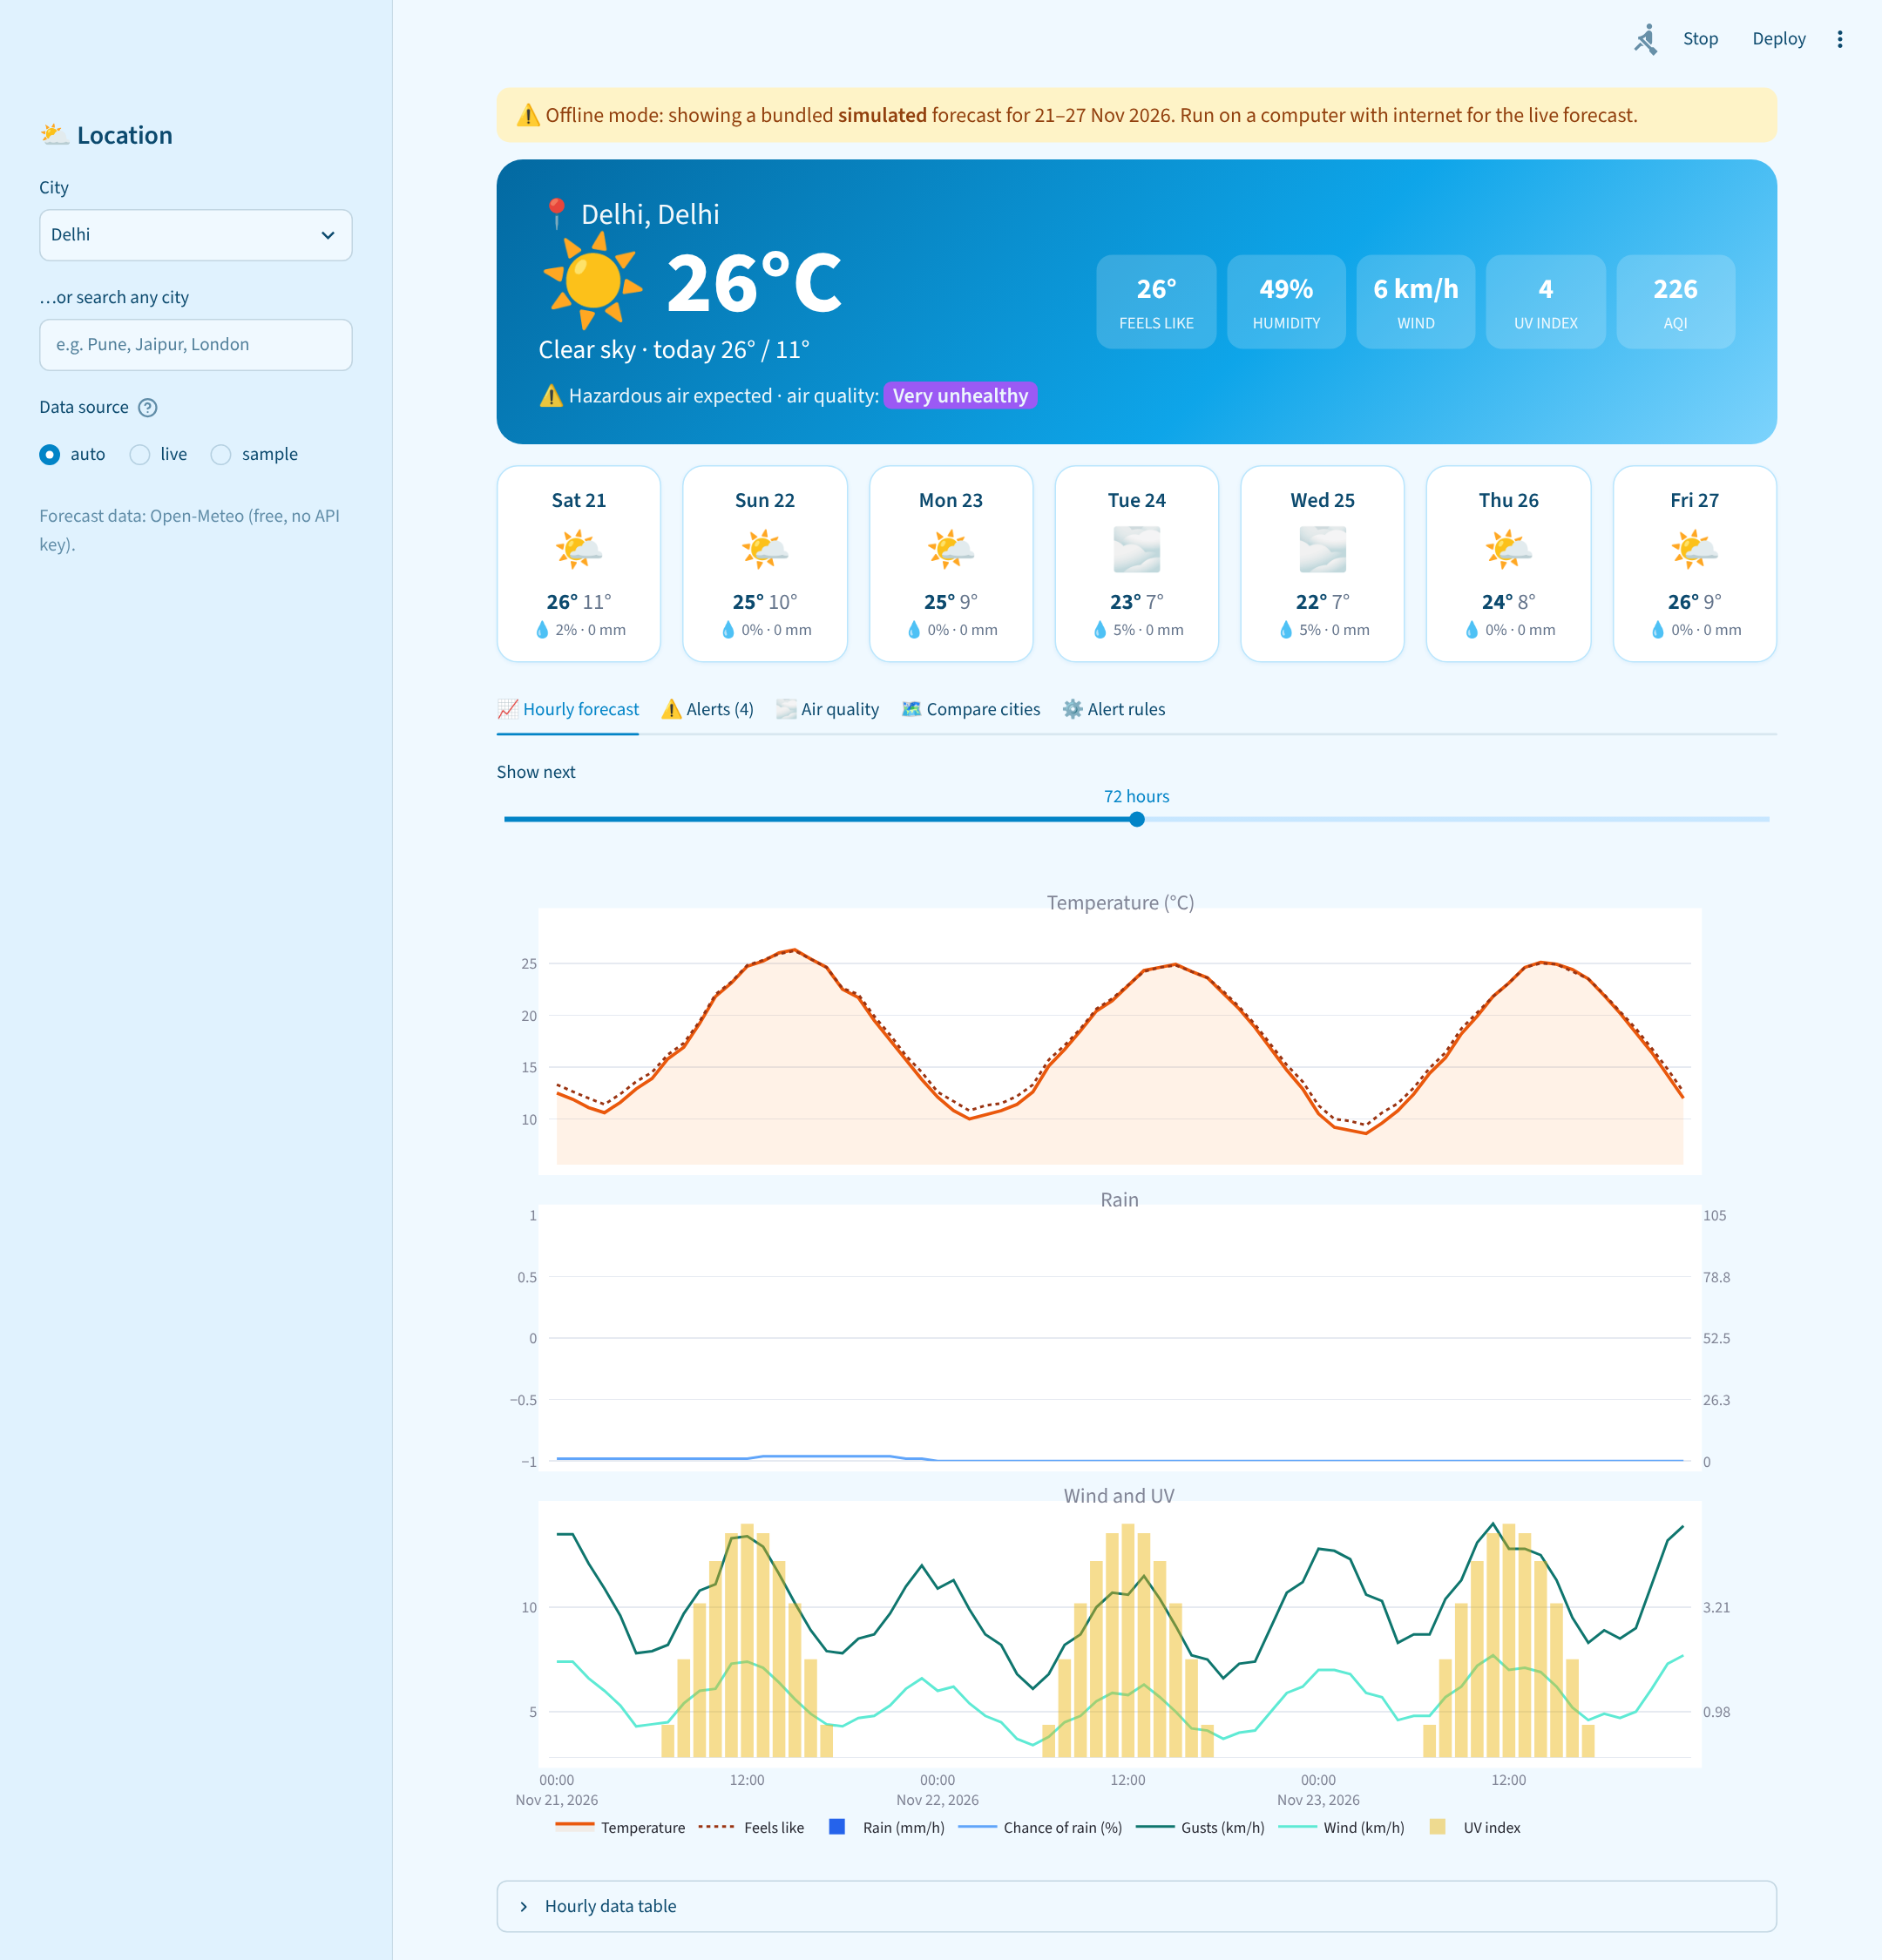 Stop Deploy
⛅ Location
City
Delhi
…or search any city
e.g. Pune, Jaipur, London
Data source
auto live sample
Forecast data: Open-Meteo (free, no API
key).
⚠️ Offline mode: showing a bundled simulated forecast for 21–27 Nov 2026. Run on a computer with internet for the live forecast.
📍 Delhi, Delhi
☀️ 26°C
Clear sky · today 26° / 11°
⚠️ Hazardous air expected · air quality: Very unhealthy
26° 49% 6 km/h 4 226
FEELS LIKE HUMIDITY WIND UV INDEX AQI
Sat 21 Sun 22 Mon 23 Tue 24 Wed 25 Thu 26 Fri 27
26° 11° 25° 10° 25° 9° 23° 7° 22° 7° 24° 8° 26° 9°
💧 2% · 0 mm 💧 0% · 0 mm 💧 0% · 0 mm 💧 5% · 0 mm 💧 5% · 0 mm 💧 0% · 0 mm 💧 0% · 0 mm
📈 Hourly forecast ⚠️ Alerts (4) 🌫️ Air quality 🗺️ Compare cities ⚙️ Alert rules
Show next
72 hours
Temperature (°C)
25
20
15
10
Rain
1 105
0.5 78.8
0 52.5
−0.5 26.3
−1 0
Wind and UV
10 3.21
5 0.98
00:00 12:00 00:00 12:00 00:00 12:00
Nov 21, 2026 Nov 22, 2026 Nov 23, 2026
Temperature Feels like Rain (mm/h) Chance of rain (%) Gusts (km/h) Wind (km/h) UV index
Hourly data table